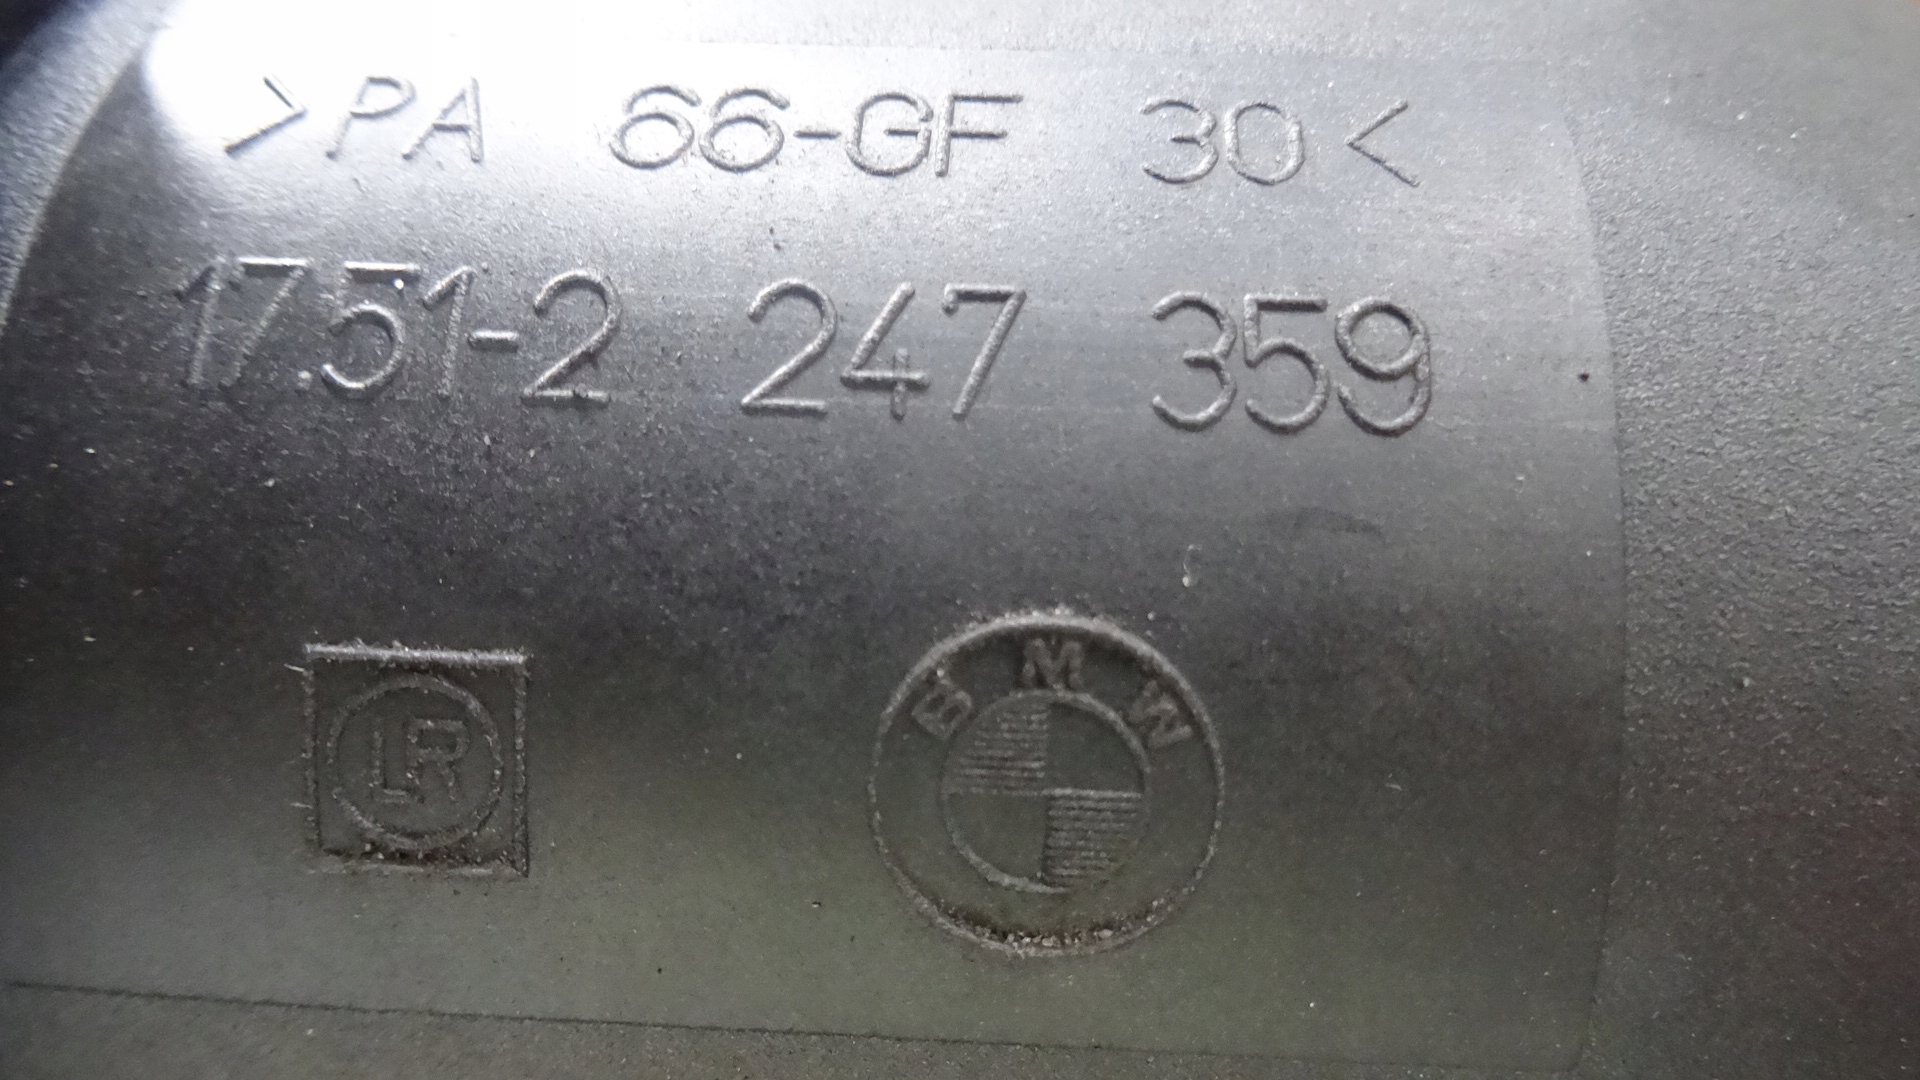 >PA 66-GF 30<
17.51-2 247 359
LR
BMW